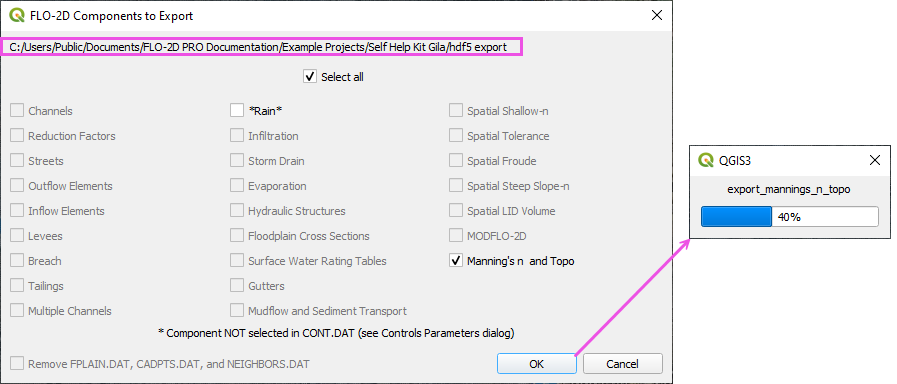 FLO-2D Components to Export
C:/Users/Public/Documents/FLO-2D PRO Documentation/Example Projects/Self Help Kit Gila/hdf5 export
Select all
Channels
*Rain*
Spatial Shallow-n
Reduction Factors
Infiltration
Spatial Tolerance
Streets
Storm Drain
Spatial Froude
Outflow Elements
Evaporation
Spatial Steep Slope-n
Inflow Elements
Hydraulic Structures
Spatial LID Volume
Levees
Floodplain Cross Sections
MODFLO-2D
Breach
Surface Water Rating Tables
Manning's n and Topo
Tailings
Gutters
Multiple Channels
Mudflow and Sediment Transport
* Component NOT selected in CONT.DAT (see Controls Parameters dialog)
Remove FPLAIN.DAT, CADPTS.DAT, and NEIGHBORS.DAT
OK
Cancel
QGIS3
export_mannings_n_topo
40%